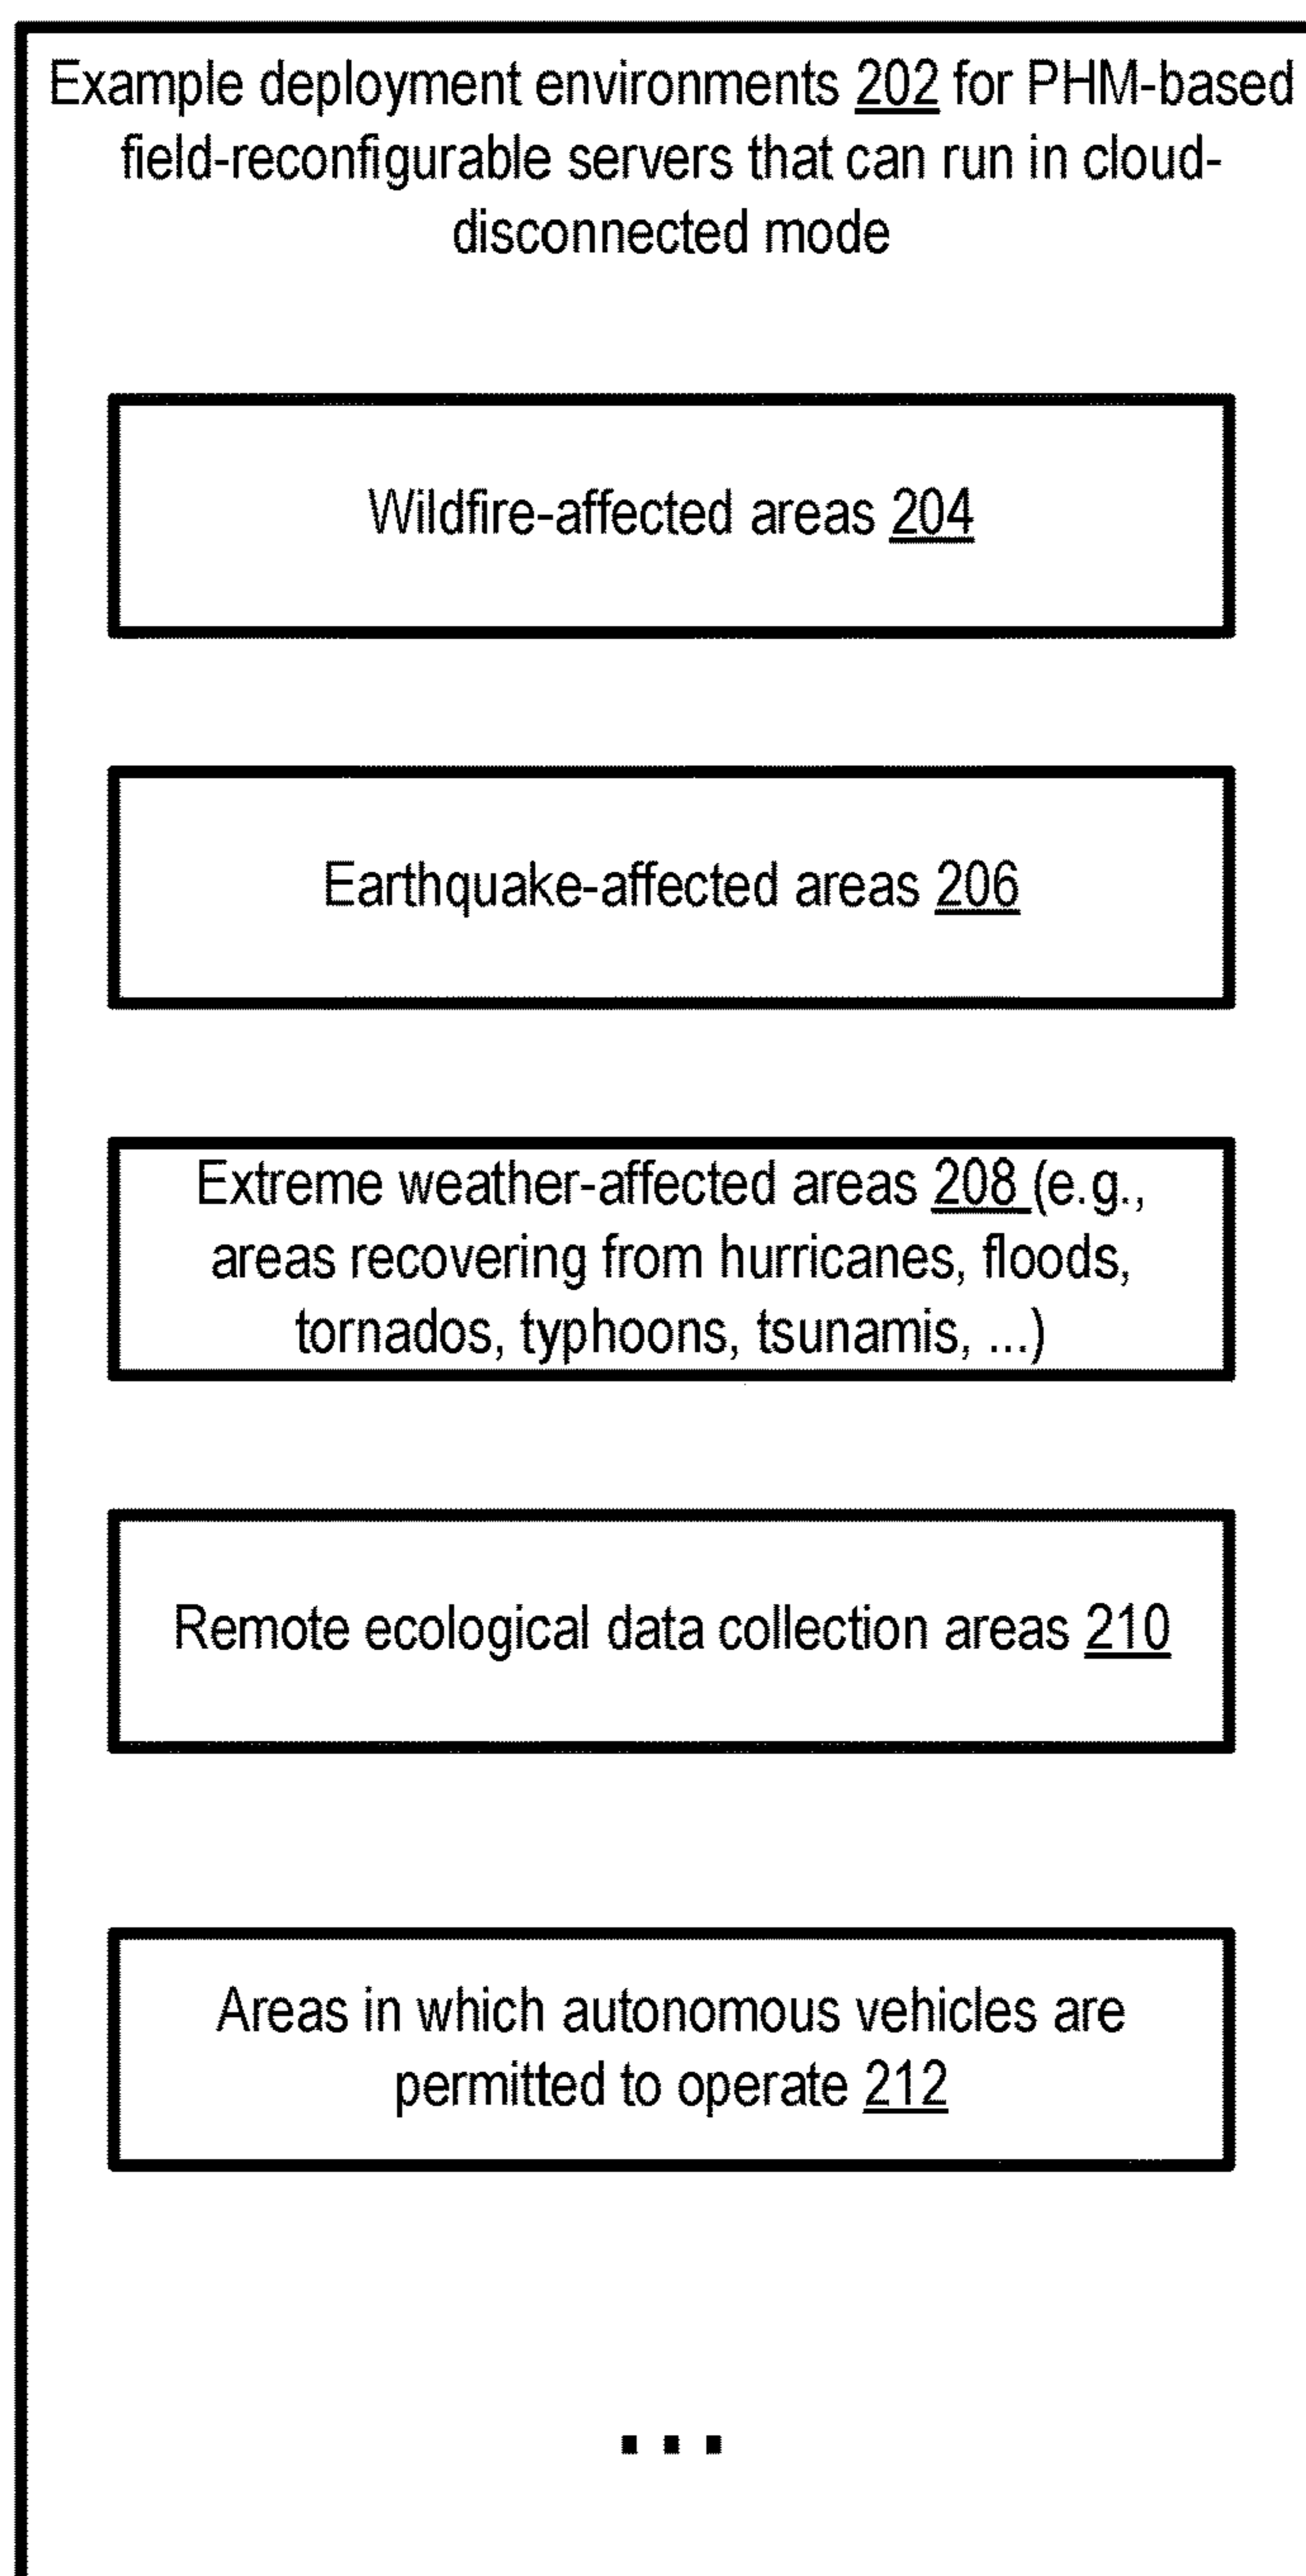 Example deployment environments 202 for PHM-based
field-reconfigurable servers that can run in cloud-
disconnected mode
Wildfire-affected areas 204
Earthquake-affected areas 206
Extreme weather-affected areas 208 (e.g.,
areas recovering from hurricanes, floods,
tornados, typhoons, tsunamis, ...)
Remote ecological data collection areas 210
Areas in which autonomous vehicles are
permitted to operate 212
...